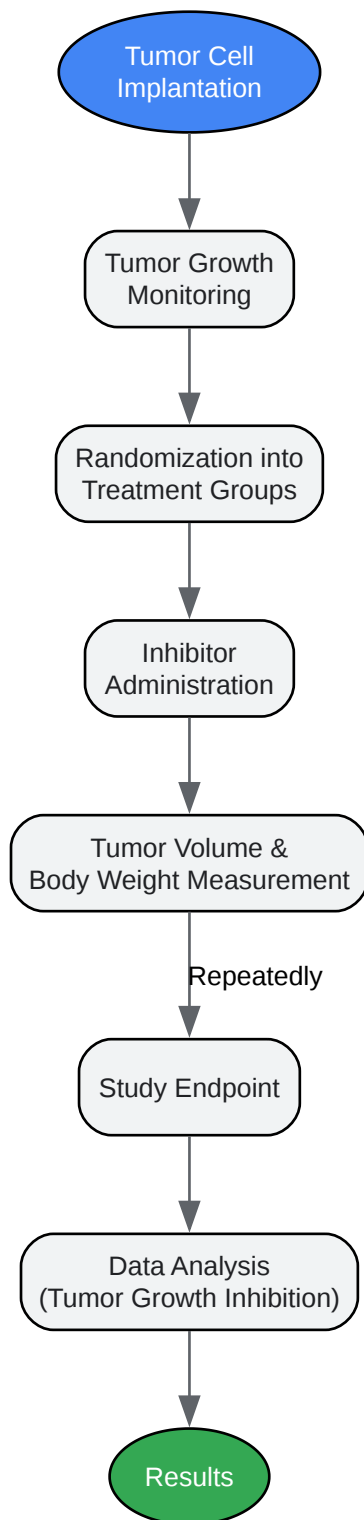 Tumor Cell
Implantation
Tumor Growth
Monitoring
Randomization into
Treatment Groups
Inhibitor
Administration
Tumor Volume &
Body Weight Measurement
Repeatedly
Study Endpoint
Data Analysis
(Tumor Growth Inhibition)
Results